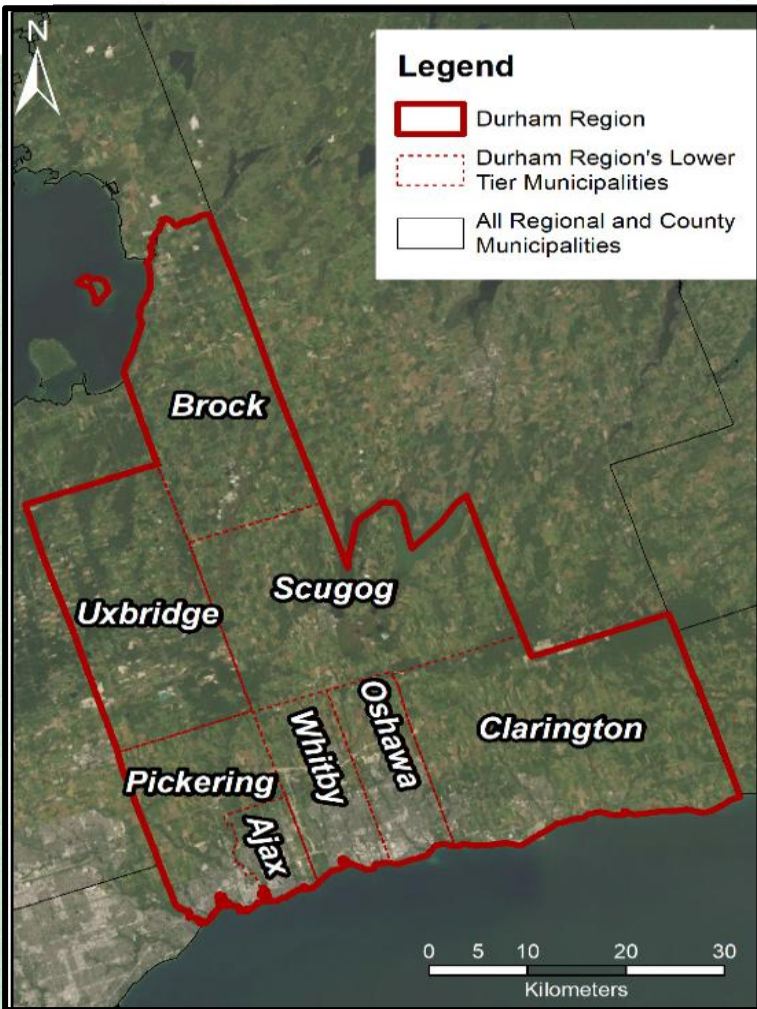 N
Legend
Durham Region
Durham Region's Lower
Tier Municipalities
All Regional and County
Municipalities
Brock
Scugog
Uxbridge
Oshawa
Whitby
Clarington
Pickering
Ajax
0 5 10 20 30
Kilometers